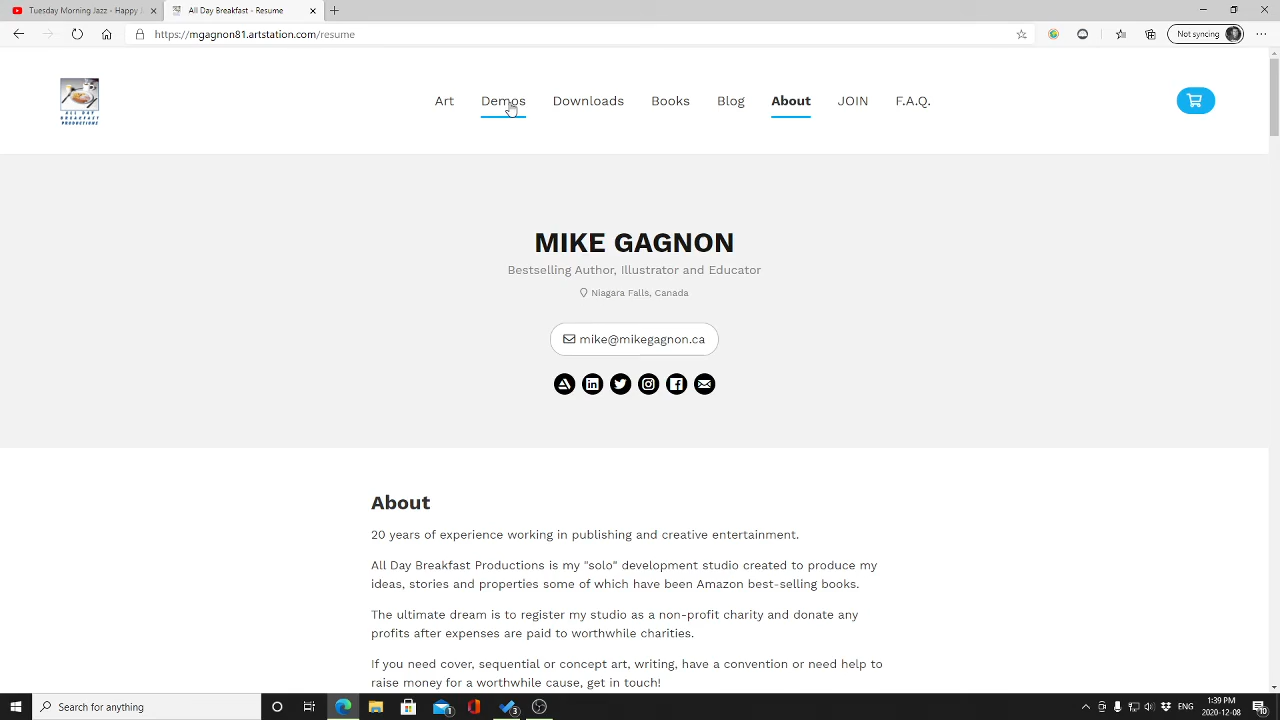 Tuesday Morning Jazz - Happy J
All Day Breakfast - Resume
https://mgagnon81.artstation.com/resume
Not syncing
ALL DAY
BREAKFAST
PRODUCTIONS
Art
Demos
Downloads
Books
Blog
About
JOIN
F.A.Q.
MIKE GAGNON
Bestselling Author, Illustrator and Educator
Niagara Falls, Canada
mike@mikegagnon.ca
About
20 years of experience working in publishing and creative entertainment.
All Day Breakfast Productions is my "solo" development studio created to produce my
ideas, stories and properties some of which have been Amazon best-selling books.
The ultimate dream is to register my studio as a non-profit charity and donate any
profits after expenses are paid to worthwhile charities.
If you need cover, sequential or concept art, writing, have a convention or need help to
raise money for a worthwhile cause, get in touch!
Search for anything
1
3
ENG
1:39 PM
2020-12-08